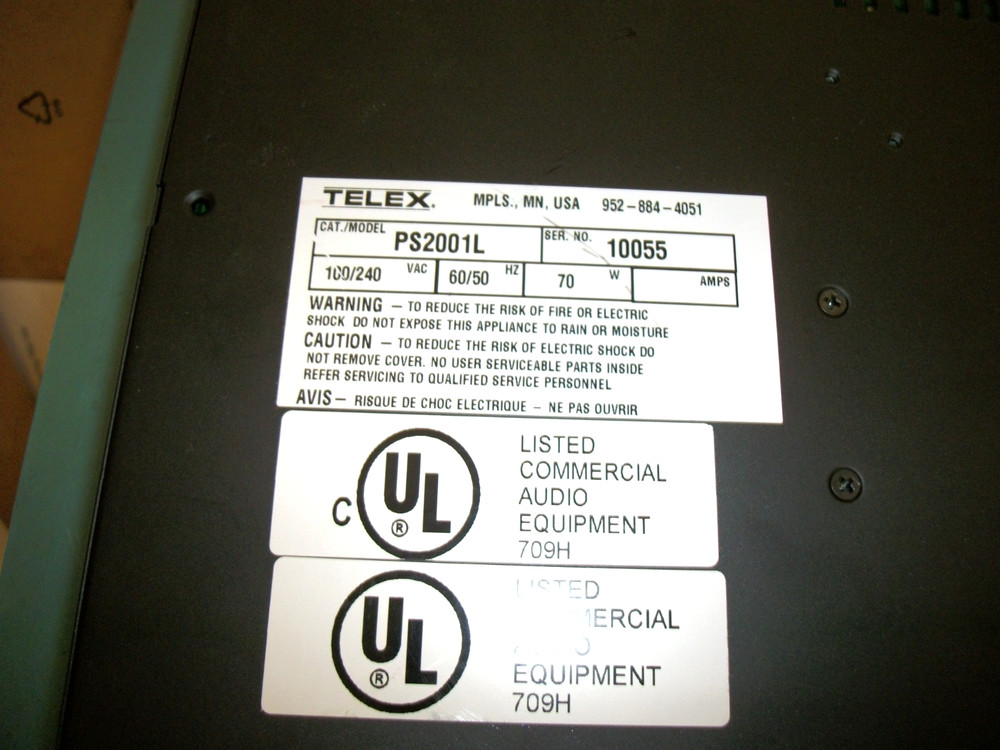 TELEX. MPLS., MN, USA 952-884-4051
CAT./MODEL PS2001L SER. NO. 10055
100/240 VAC 60/50 HZ 70 W AMPS
WARNING — TO REDUCE THE RISK OF FIRE OR ELECTRIC
SHOCK DO NOT EXPOSE THIS APPLIANCE TO RAIN OR MOISTURE
CAUTION — TO REDUCE THE RISK OF ELECTRIC SHOCK DO
NOT REMOVE COVER. NO USER SERVICEABLE PARTS INSIDE
REFER SERVICING TO QUALIFIED SERVICE PERSONNEL
AVIS — RISQUE DE CHOC ELECTRIQUE — NE PAS OUVRIR
C UL ®
LISTED
COMMERCIAL
AUDIO
EQUIPMENT
709H
UL ®
LISTED
COMMERCIAL
AUDIO
EQUIPMENT
709H